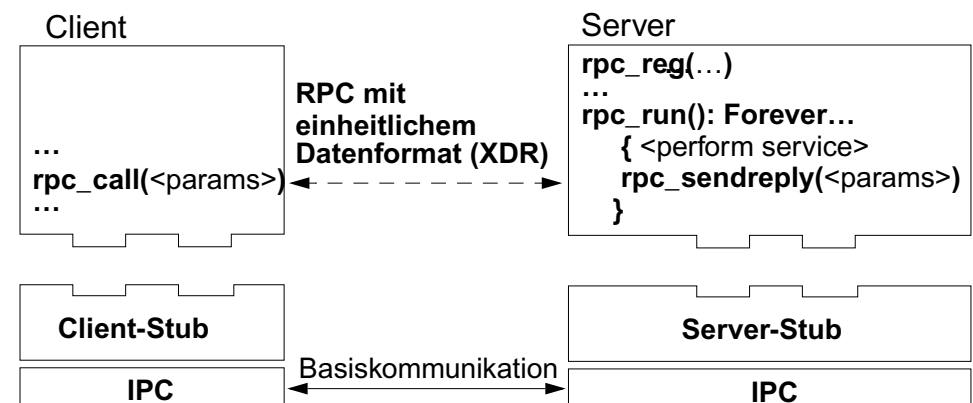 Client
Server
…
rpc_call(<params>)
…
RPC mit
einheitlichem
Datenformat (XDR)
rpc_reg(…)
…
rpc_run(): Forever…
{ <perform service>
rpc_sendreply(<params>)
}
Client-Stub
Server-Stub
IPC
Basiskommunikation
IPC